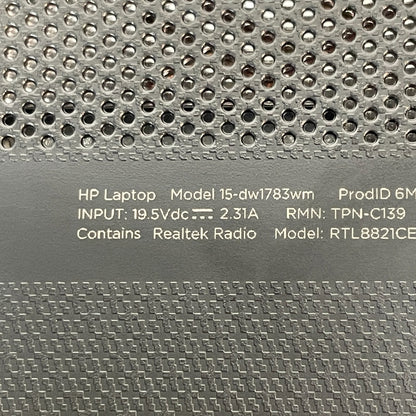 HP Laptop Model 15-dw1783wm ProdID 6M
INPUT: 19.5Vdc ⎓ 2.31A RMN: TPN-C139
Contains Realtek Radio Model: RTL8821CE